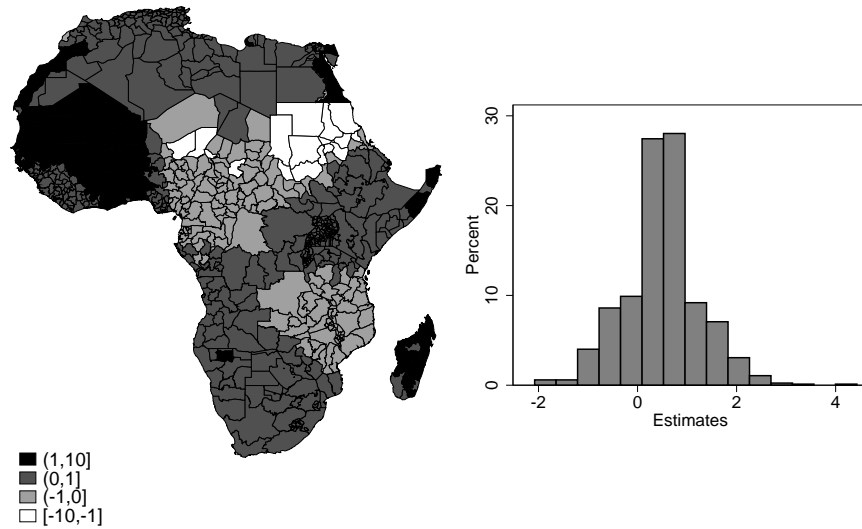 (1,10]
(0,1]
(-1,0]
[-10,-1]
30
20
10
0
Percent
-2 0 2 4
Estimates